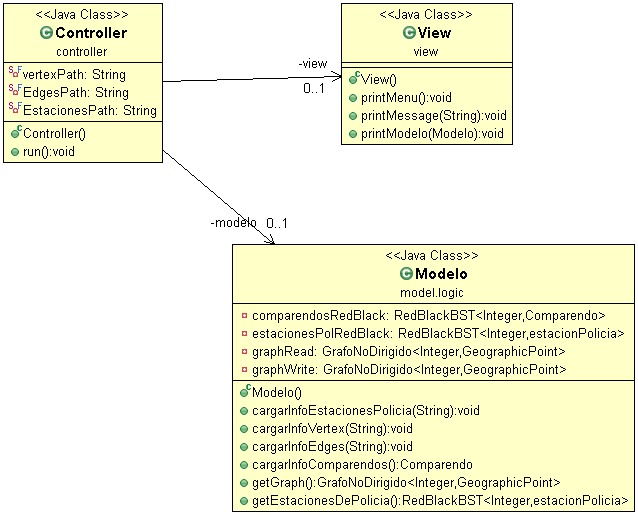 <<Java Class>>
Controller
controller
vertexPath: String
EdgesPath: String
EstacionesPath: String
Controller()
run():void
-view
0..1
<<Java Class>>
View
view
View()
printMenu():void
printMessage(String):void
printModelo(Modelo):void
-modelo 0..1
<<Java Class>>
Modelo
model.logic
comparendosRedBlack: RedBlackBST<Integer,Comparendo>
estacionesPolRedBlack: RedBlackBST<Integer,estacionPolicia>
graphRead: GrafoNoDirigido<Integer,GeographicPoint>
graphWrite: GrafoNoDirigido<Integer,GeographicPoint>
Modelo()
cargarInfoEstacionesPolicia(String):void
cargarInfoVertex(String):void
cargarInfoEdges(String):void
cargarInfoComparendos():Comparendo
getGraph():GrafoNoDirigido<Integer,GeographicPoint>
getEstacionesDePolicia():RedBlackBST<Integer,estacionPolicia>